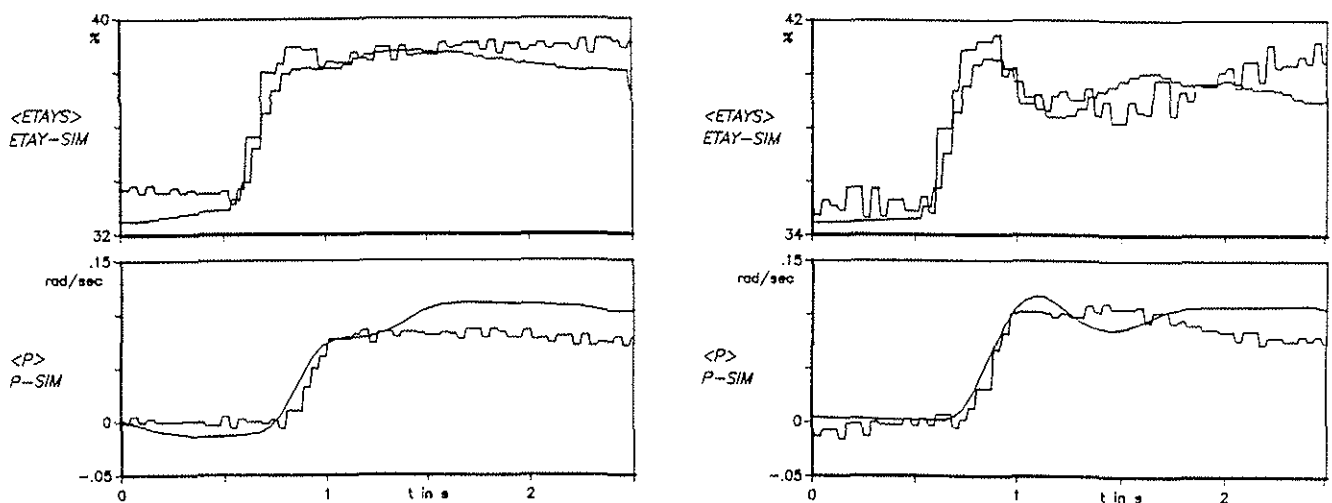 40
%
<ETAYS>
ETAY-SIM
32
.15
rad/sec
<P>
P-SIM
0
-.05
0
1
t in s
2
42
%
<ETAYS>
ETAY-SIM
34
.15
rad/sec
<P>
P-SIM
0
-.05
0
1
t in s
2